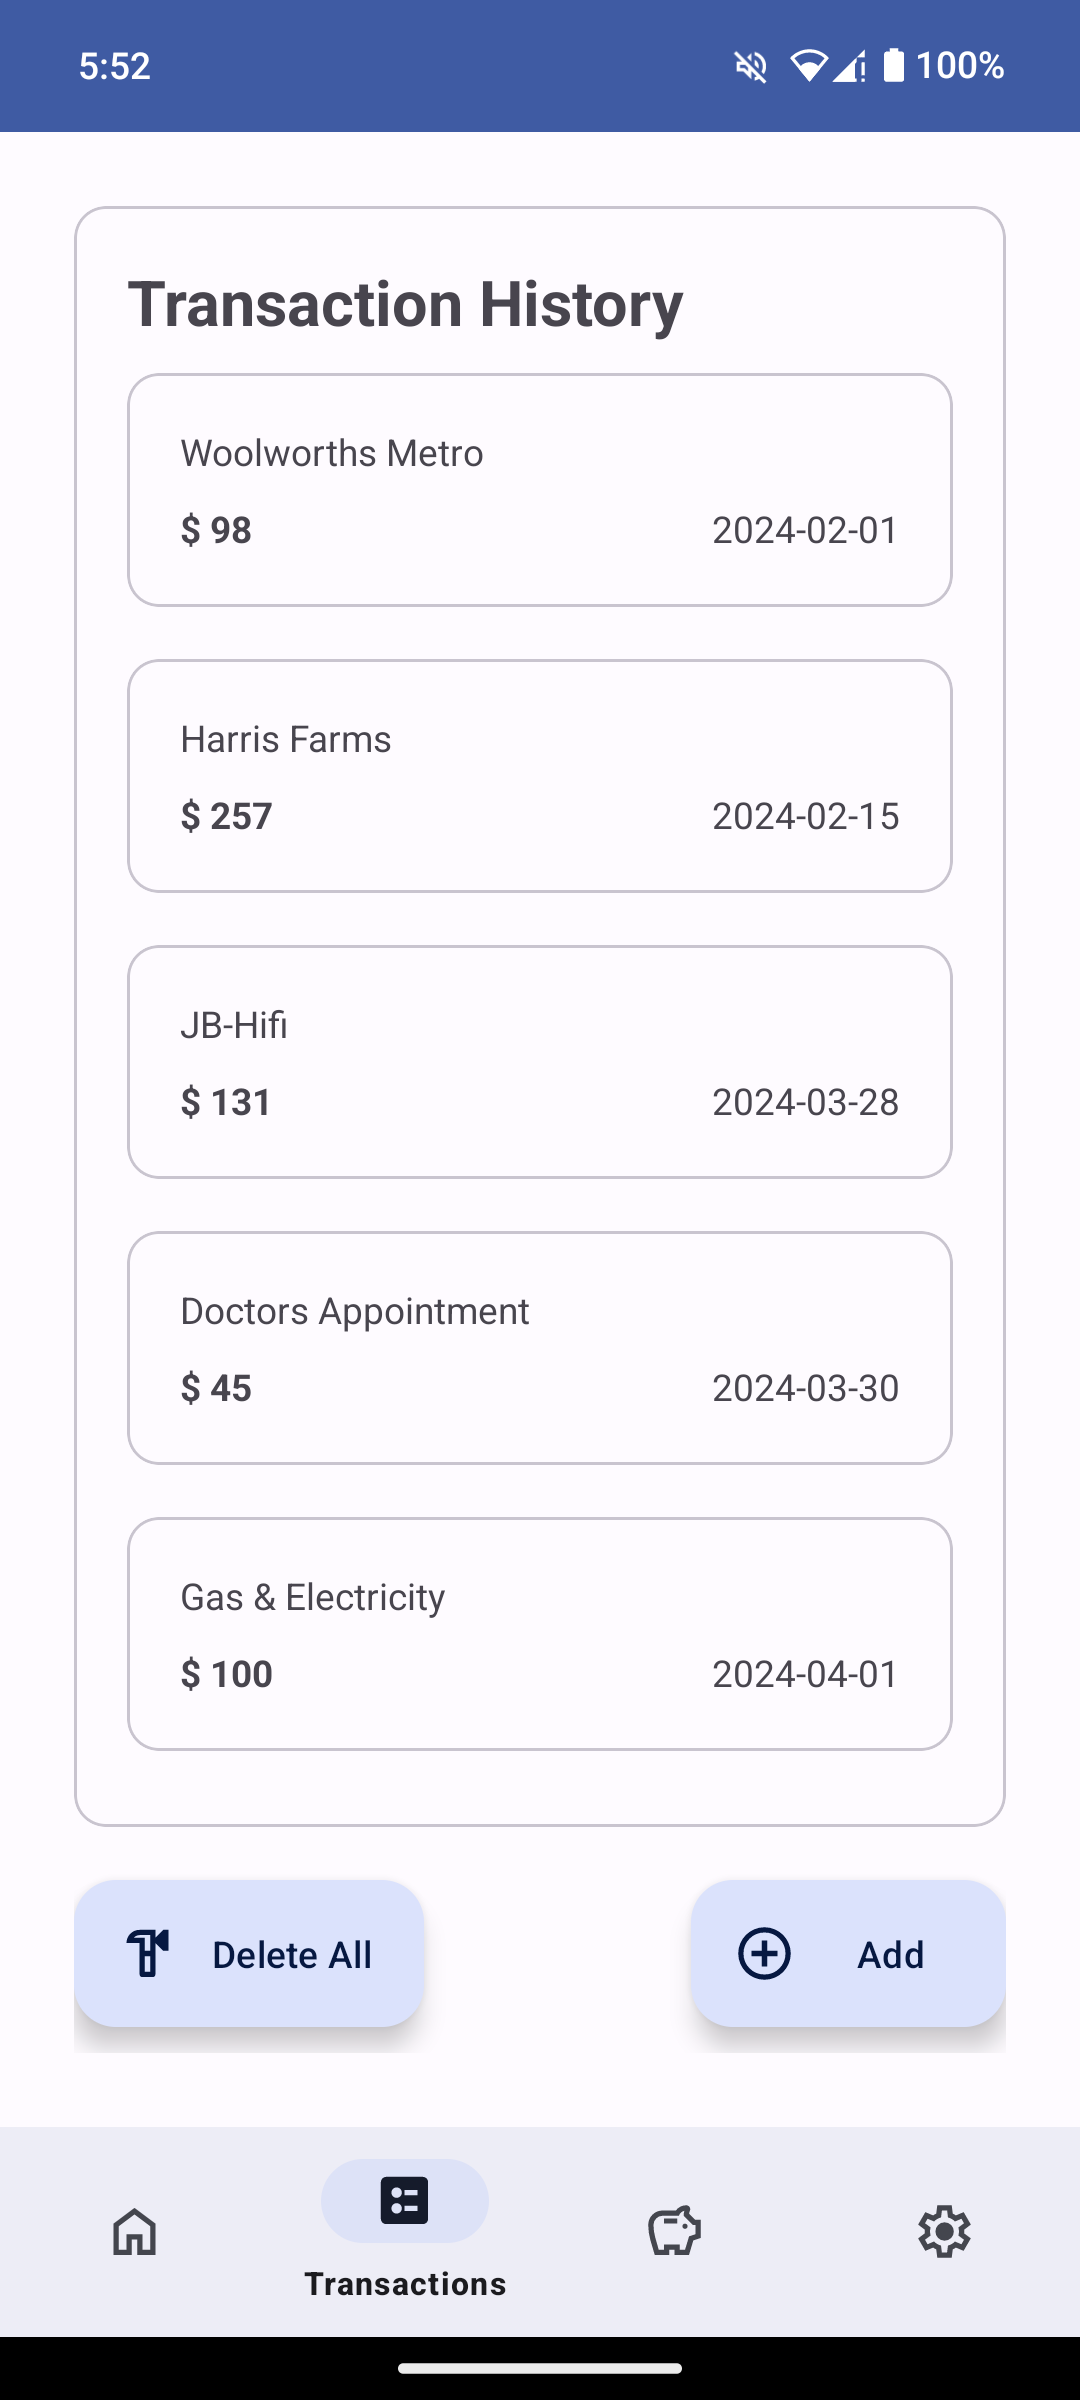 5:52
100%
Transaction History
Woolworths Metro
$ 98
2024-02-01
Harris Farms
$ 257
2024-02-15
JB-Hifi
$ 131
2024-03-28
Doctors Appointment
$ 45
2024-03-30
Gas & Electricity
$ 100
2024-04-01
Delete All
Add
Transactions